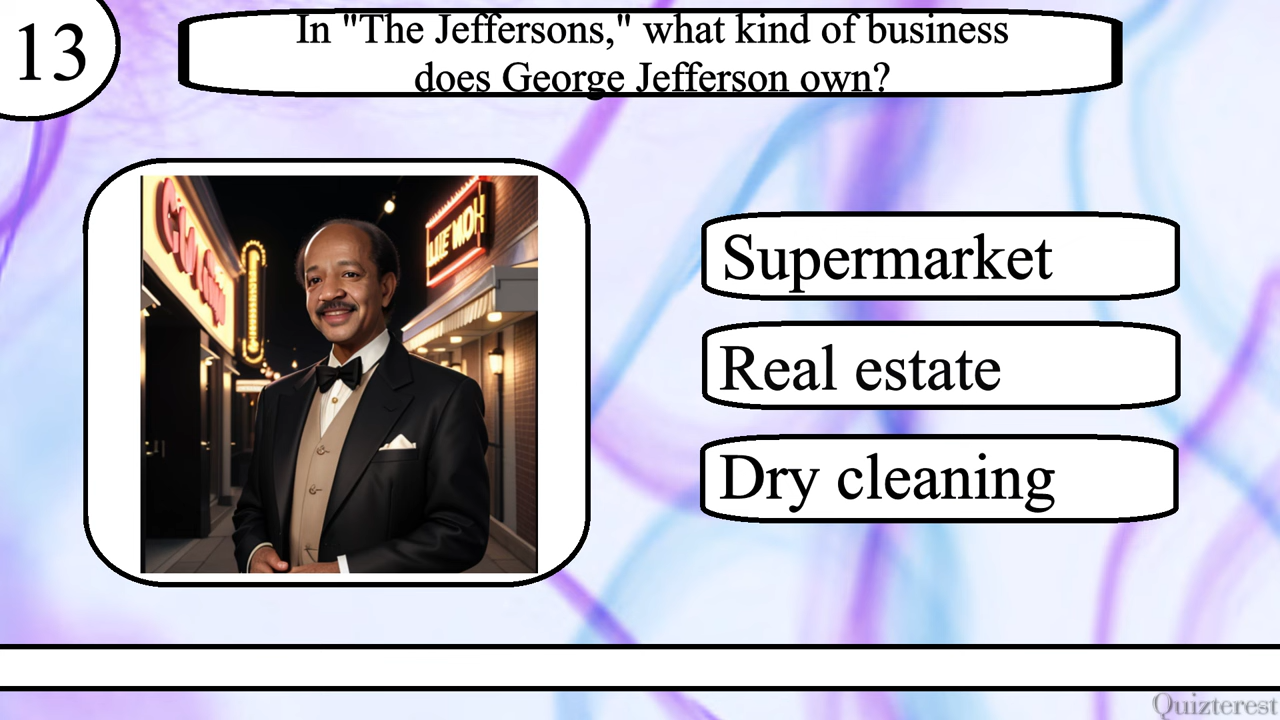 13
In "The Jeffersons," what kind of business
does George Jefferson own?
Supermarket
Real estate
Dry cleaning
Quizterest